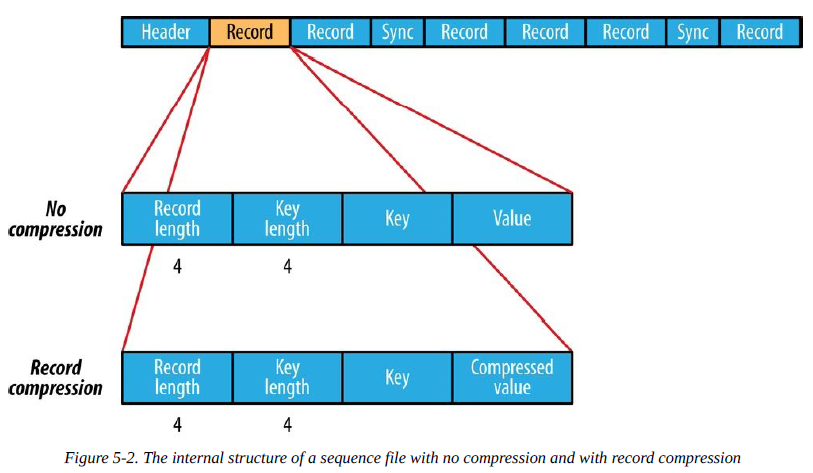 Header Record Record Sync Record Record Record Sync Record
No
compression
Record
length
Key
length
Key
Value
4 4
Record
compression
Record
length
Key
length
Key
Compressed
value
4 4
Figure 5-2. The internal structure of a sequence file with no compression and with record compression